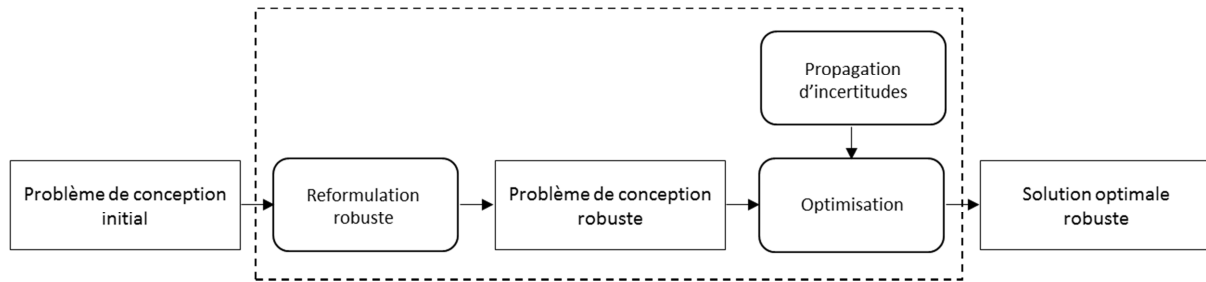 Propagation
d'incertitudes
Problème de conception
initial
Reformulation
robuste
Problème de conception
robuste
Optimisation
Solution optimale
robuste